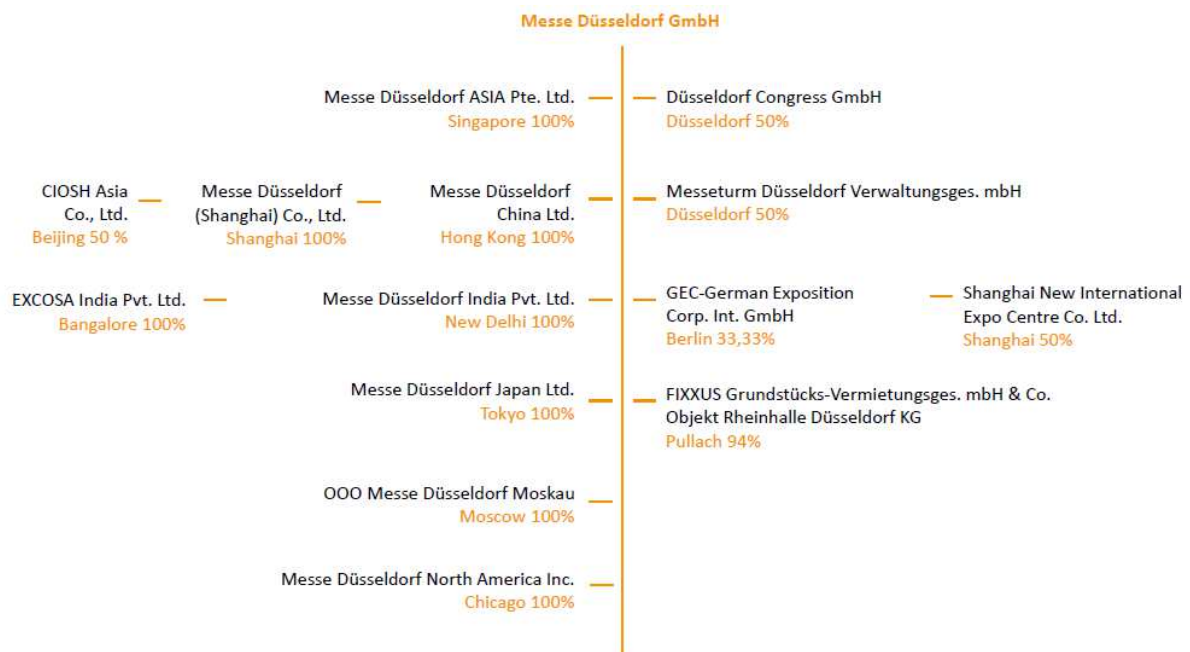 Messe Düsseldorf GmbH
Messe Düsseldorf ASIA Pte. Ltd.
Singapore 100%
Düsseldorf Congress GmbH
Düsseldorf 50%
CIOSH Asia
Co., Ltd.
Beijing 50 %
Messe Düsseldorf
(Shanghai) Co., Ltd.
Shanghai 100%
Messe Düsseldorf
China Ltd.
Hong Kong 100%
Messeturm Düsseldorf Verwaltungsges. mbH
Düsseldorf 50%
EXCOSA India Pvt. Ltd.
Bangalore 100%
Messe Düsseldorf India Pvt. Ltd.
New Delhi 100%
GEC-German Exposition
Corp. Int. GmbH
Berlin 33,33%
Shanghai New International
Expo Centre Co. Ltd.
Shanghai 50%
Messe Düsseldorf Japan Ltd.
Tokyo 100%
FIXXUS Grundstücks-Vermietungsges. mbH & Co.
Objekt Rheinhalle Düsseldorf KG
Pullach 94%
OOO Messe Düsseldorf Moskau
Moscow 100%
Messe Düsseldorf North America Inc.
Chicago 100%